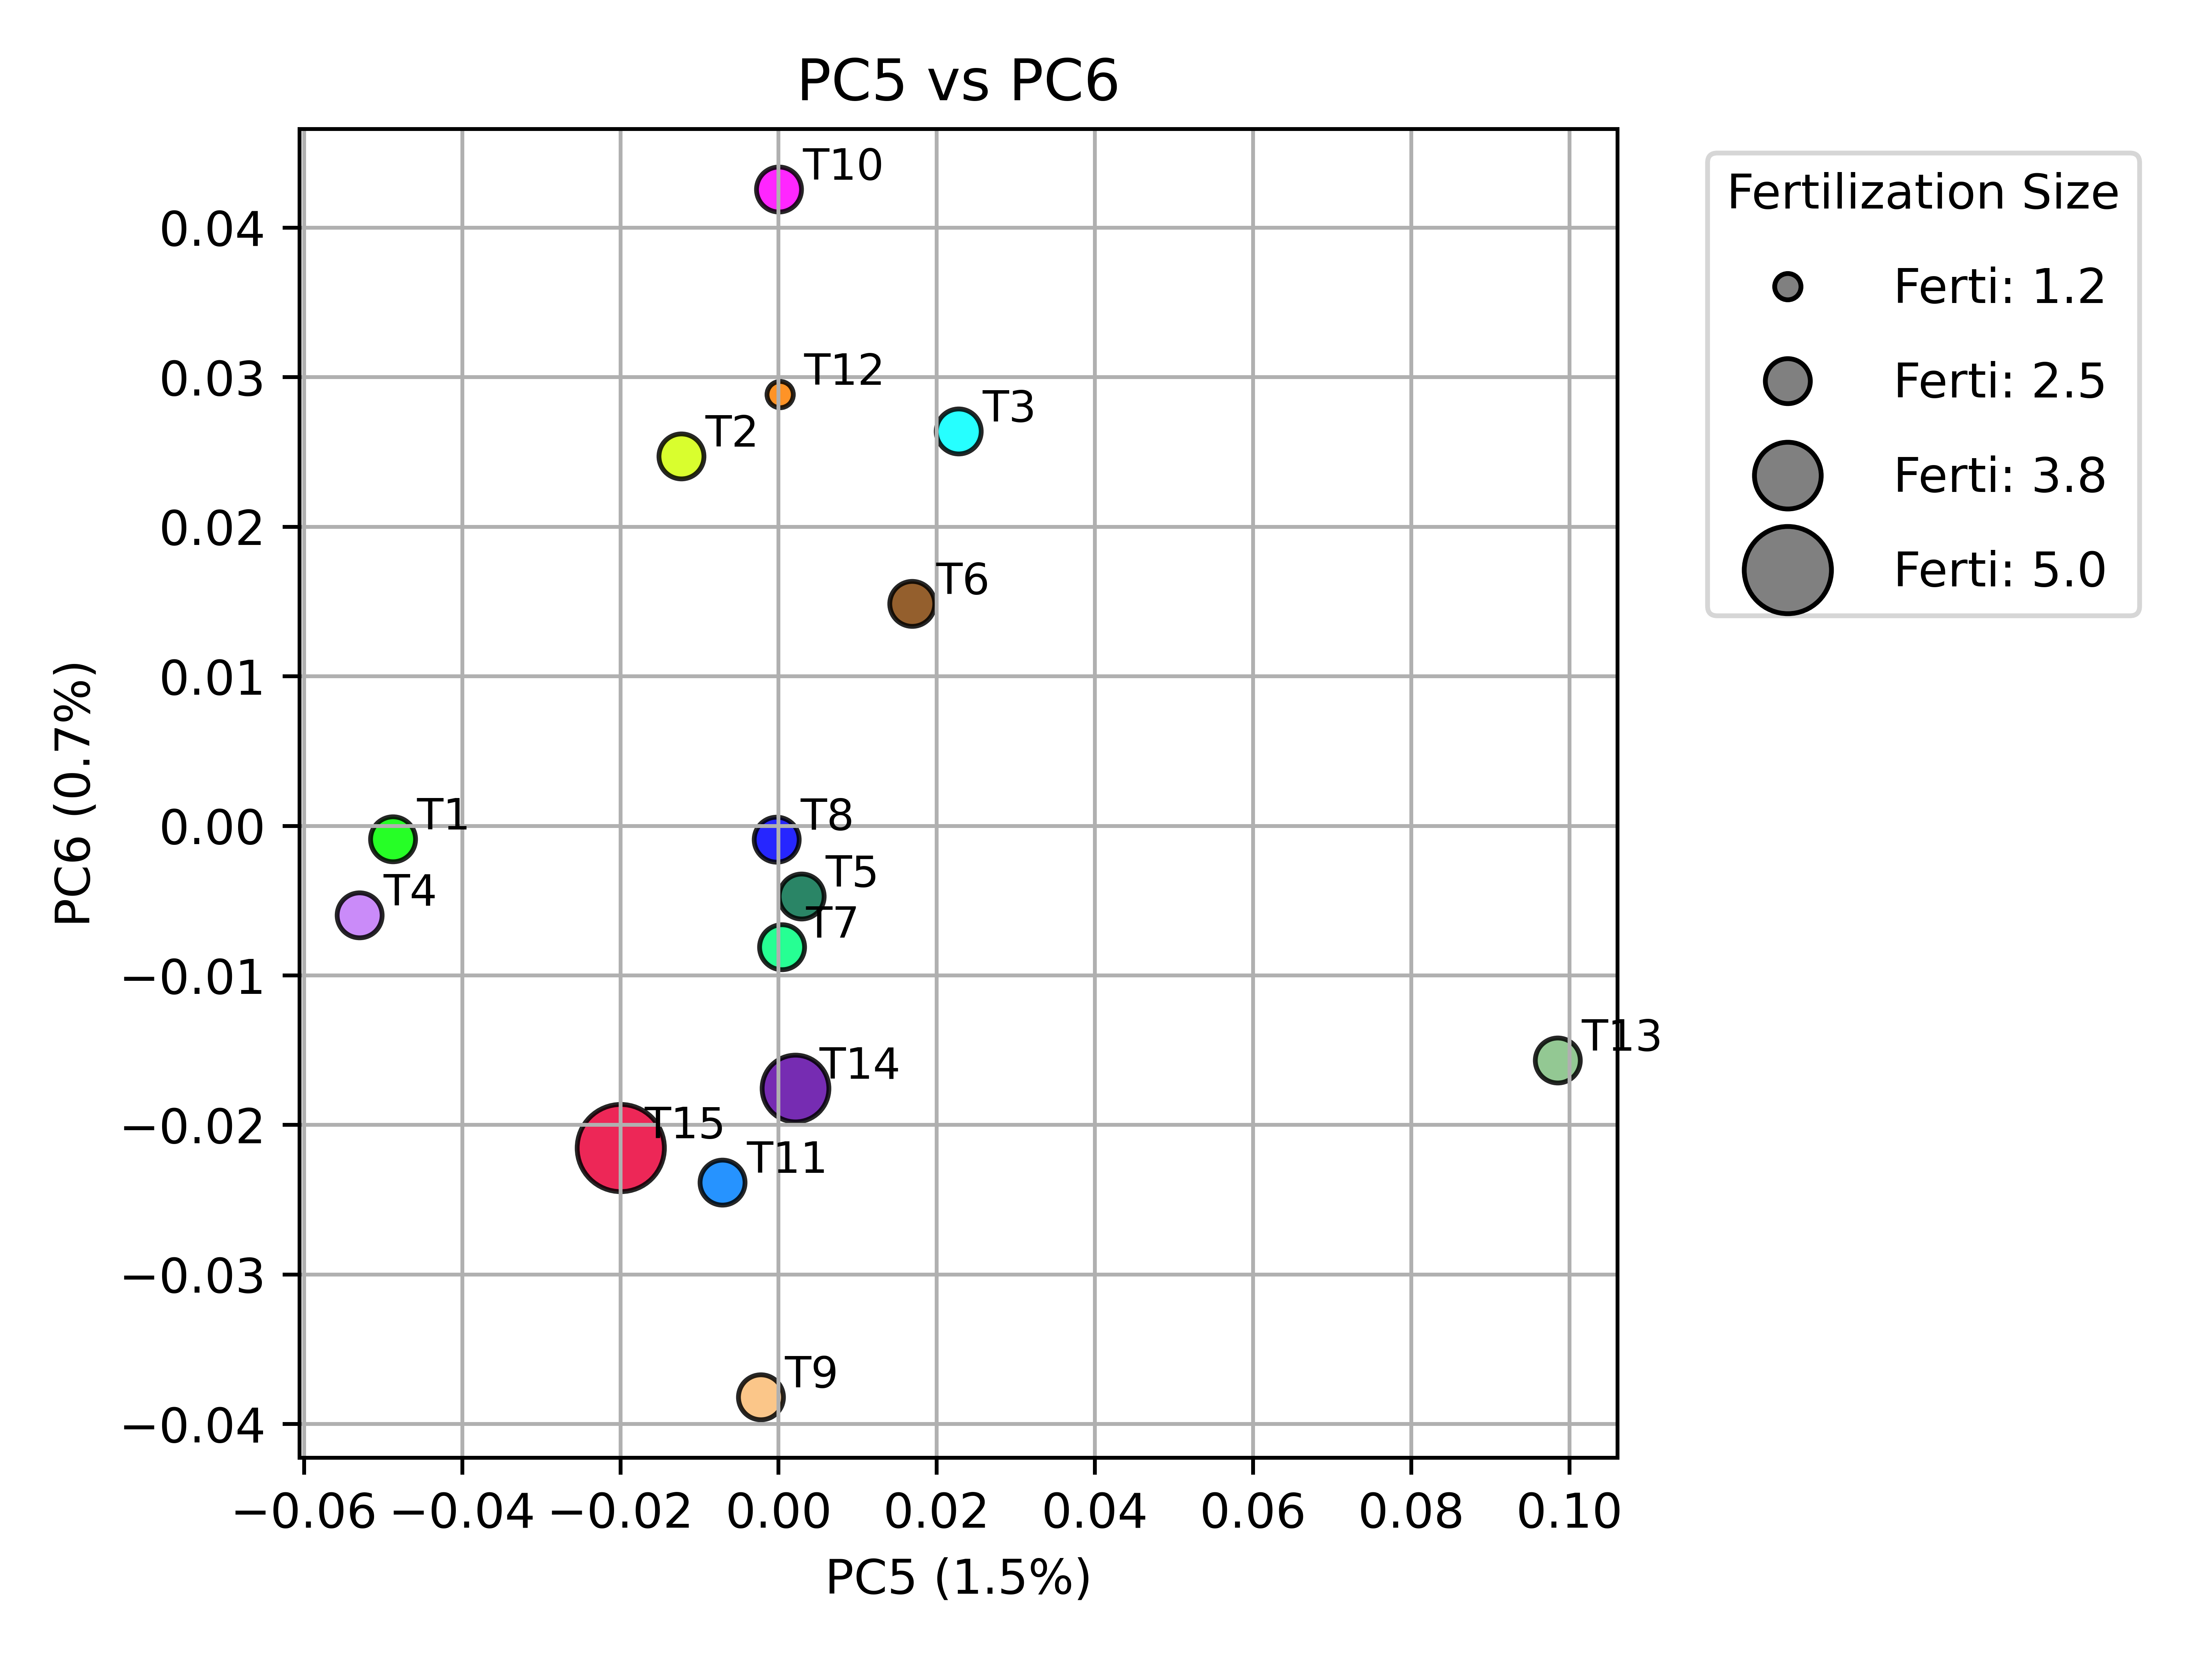 PC5 vs PC6
T10
T12
T3
T2
T6
T1
T8
T5
T4
T7
T13
T14
T15
T11
T9
0.04
0.03
0.02
0.01
0.00
−0.01
−0.02
−0.03
−0.04
PC6 (0.7%)
−0.06 −0.04 −0.02 0.00 0.02 0.04 0.06 0.08 0.10
PC5 (1.5%)
Fertilization Size
Ferti: 1.2
Ferti: 2.5
Ferti: 3.8
Ferti: 5.0